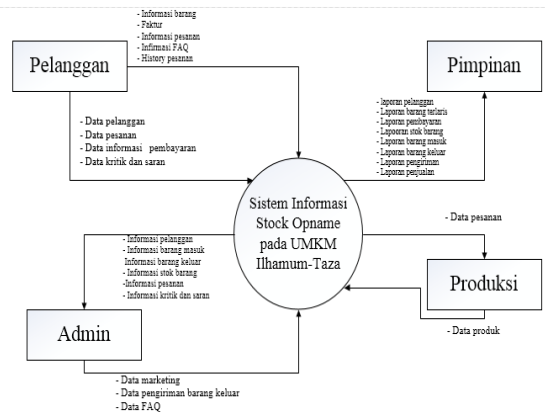 - Informasi barang
- Faktur
- Informasi pesanan
- Infirmasi FAQ
- History pesanan
Pelanggan
Pimpinan
- Data pelanggan
- Data pesanan
- Data informasi pembayaran
- Data kritik dan saran
- laporan pelanggan
- Laporan barang terlaris
- Laporan pembayaran
- Lapooran stok barang
- Laporan barang masuk
- Laporan barang keluar
- Laporan pengiriman
- Laporan penjualan
Sistem Informasi
Stock Opname
pada UMKM
Ilhamum-Taza
- Data pesanan
- Informasi pelanggan
- Informasi barang masuk
Informasi barang keluar
- Informasi stok barang
-Informasi pesanan
- Informasi kritik dan saran
Produksi
Admin
- Data produk
- Data marketing
- Data pengiriman barang keluar
- Data FAQ